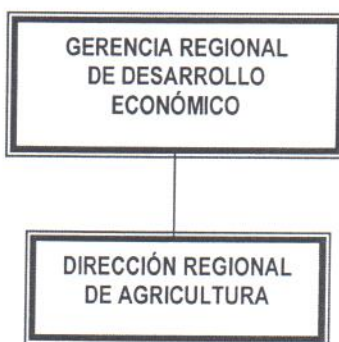 GERENCIA REGIONAL
DE DESARROLLO
ECONÓMICO
DIRECCIÓN REGIONAL
DE AGRICULTURA